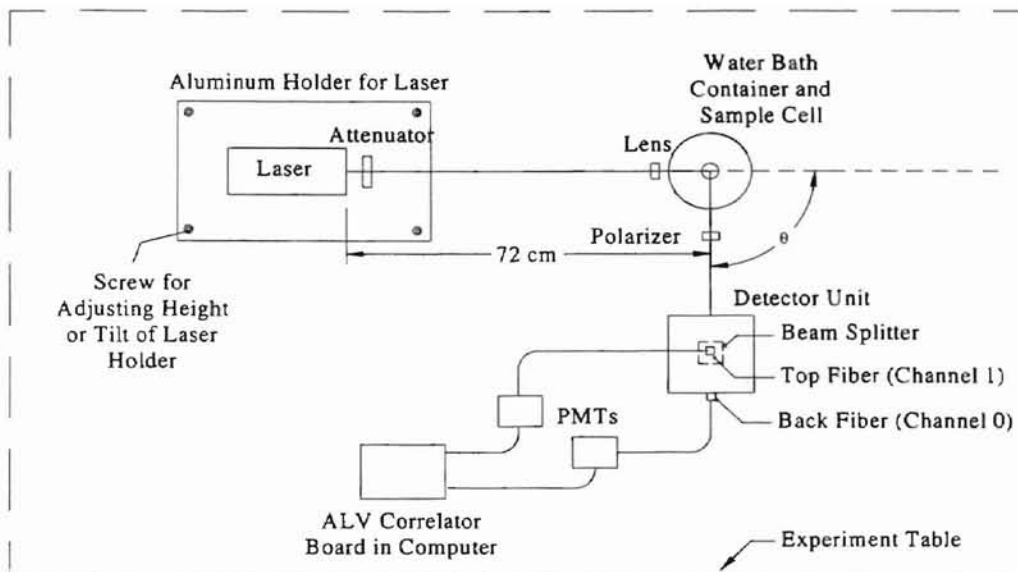 Aluminum Holder for Laser
Water Bath
Container and
Sample Cell
Attenuator
Lens
Laser
Polarizer
θ
72 cm
Screw for
Adjusting Height
or Tilt of Laser
Holder
Detector Unit
Beam Splitter
Top Fiber (Channel 1)
Back Fiber (Channel 0)
PMTs
ALV Correlator
Board in Computer
Experiment Table